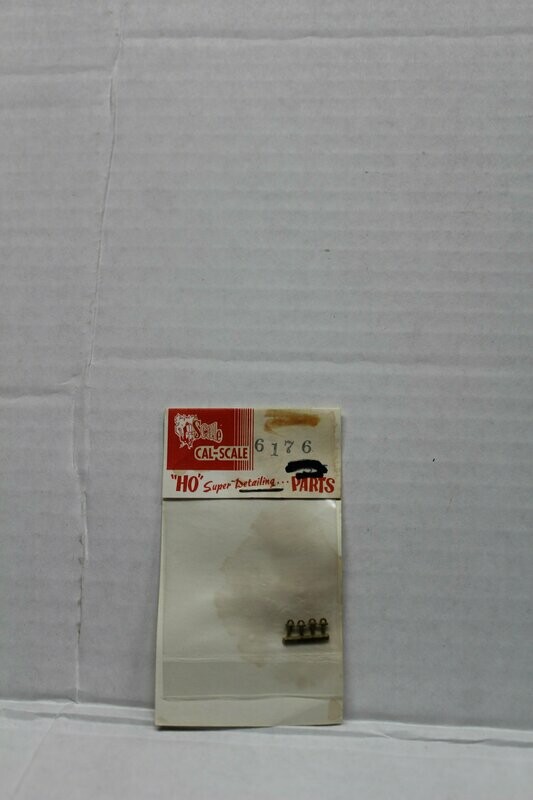 Scale
CAL-SCALE
6176
"HO" Super Detailing... PARTS